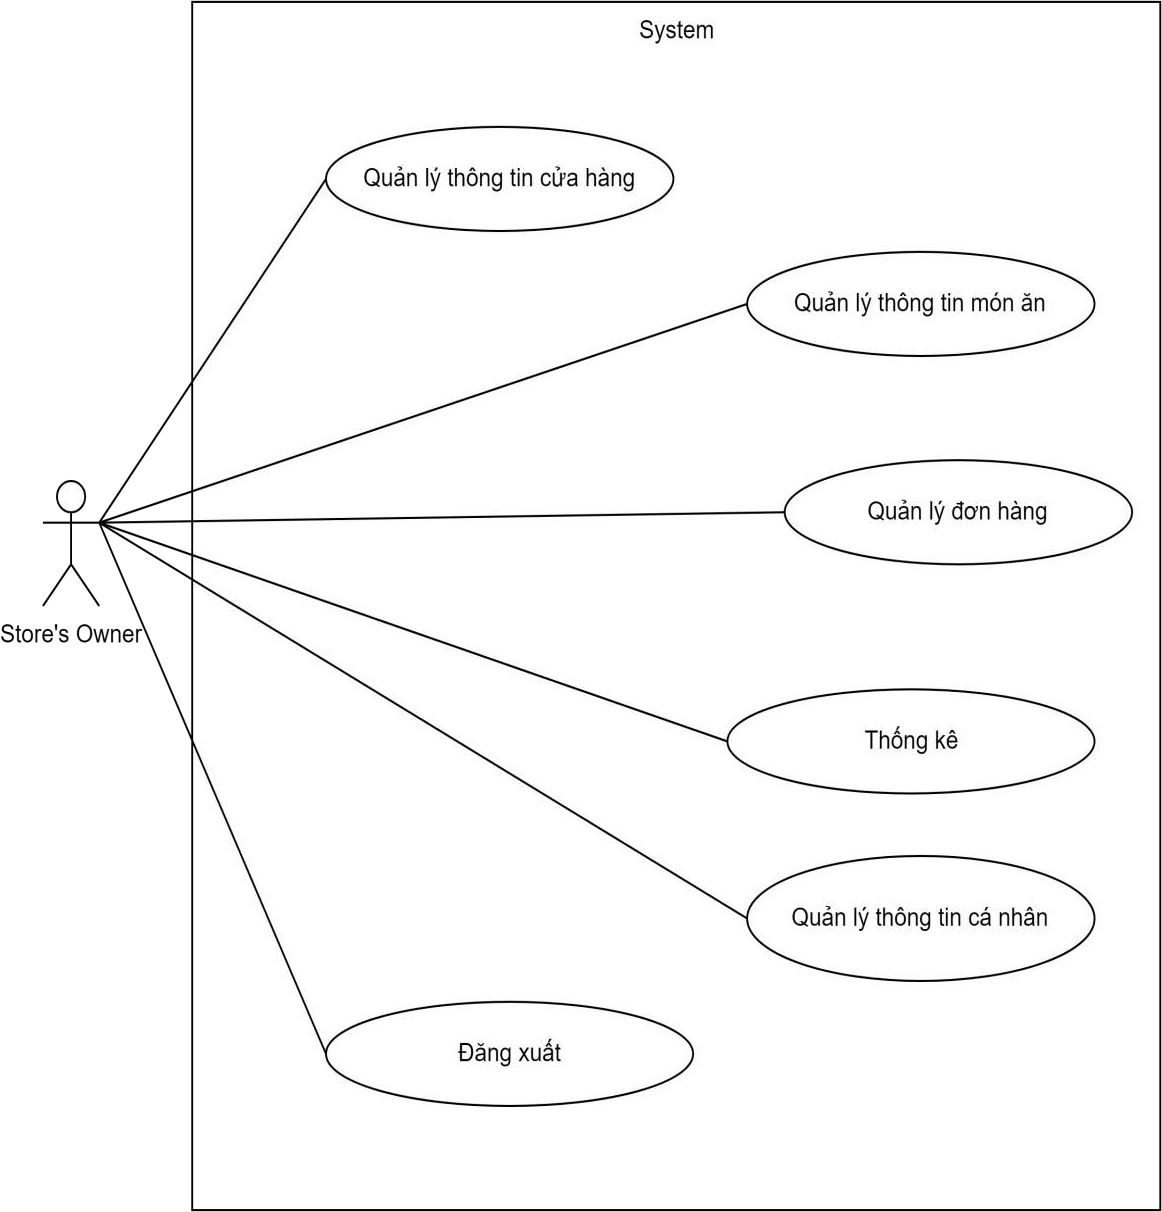 System
Quản lý thông tin cửa hàng
Quản lý thông tin món ăn
Quản lý đơn hàng
Store's Owner
Thống kê
Quản lý thông tin cá nhân
Đăng xuất